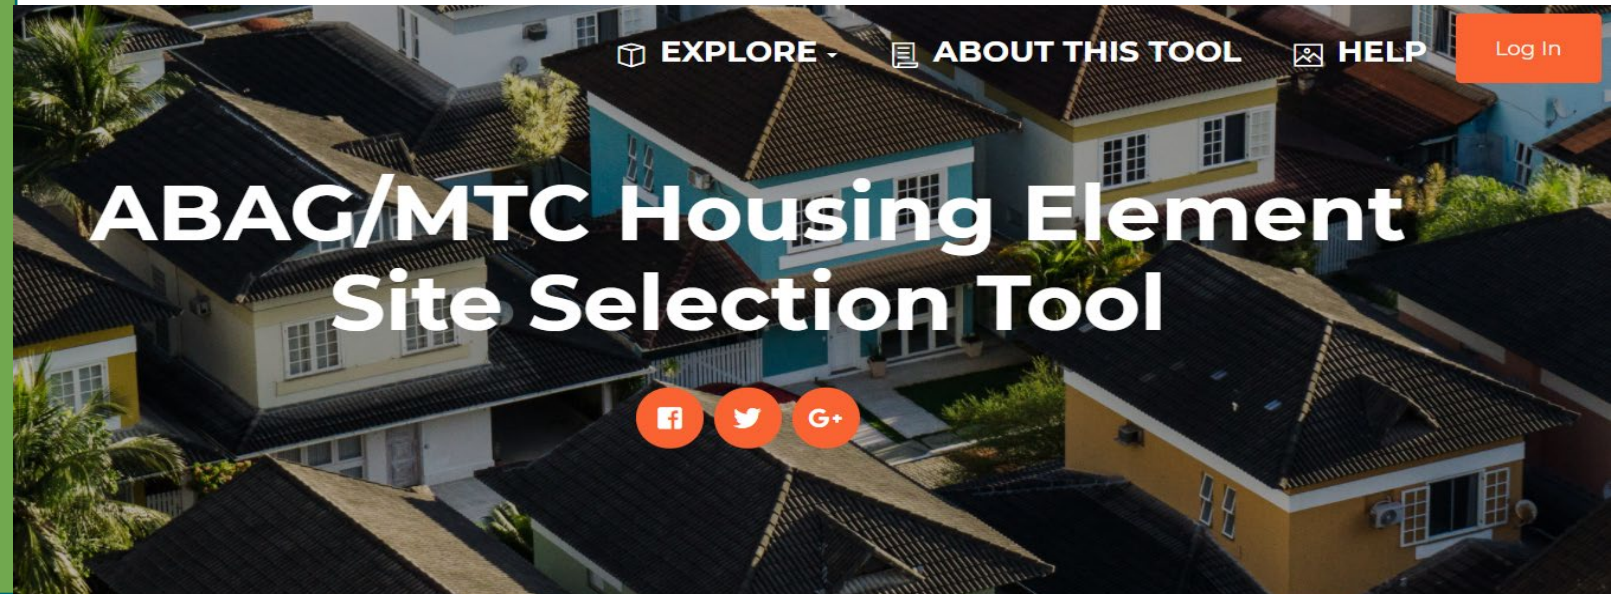 EXPLORE
ABOUT THIS TOOL
HELP
Log In
ABAG/MTC Housing Element
Site Selection Tool
G+